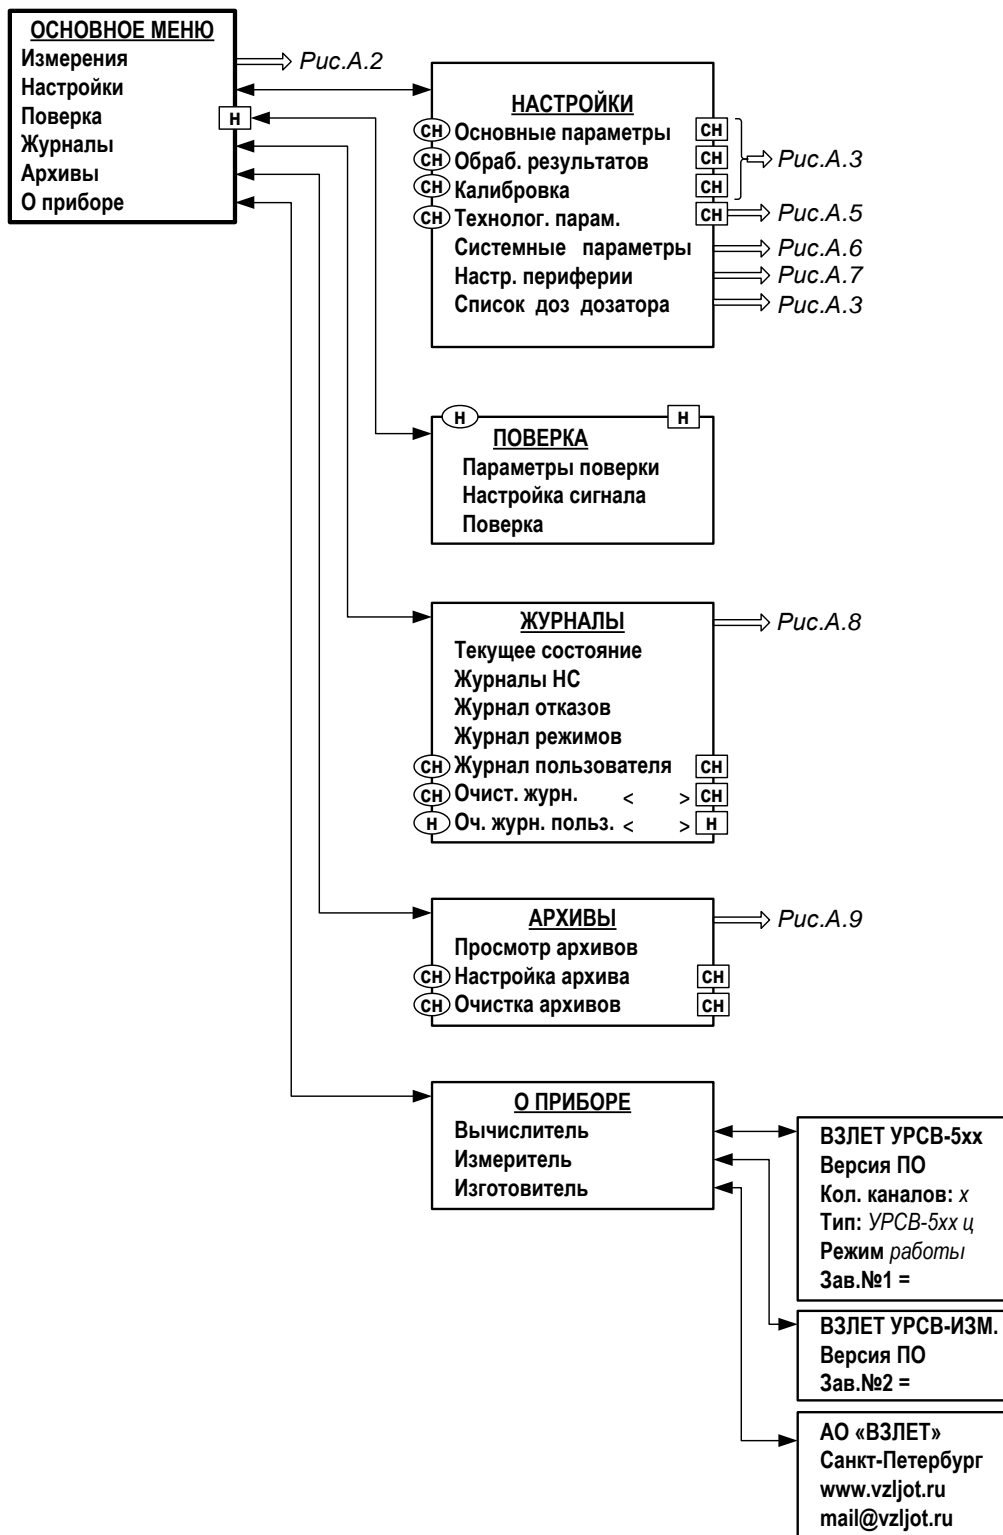 ОСНОВНОЕ МЕНЮ
Измерения
Рис.А.2
Настройки
Поверка
Н
Журналы
Архивы
О приборе
НАСТРОЙКИ
СН Основные параметры СН
СН Обраб. результатов СН
Рис.А.3
СН Калибровка СН
СН Технолог. парам. СН
Рис.А.5
Системные параметры
Рис.А.6
Настр. периферии
Рис.А.7
Список доз дозатора
Рис.А.3
Н
Н
ПОВЕРКА
Параметры поверки
Настройка сигнала
Поверка
ЖУРНАЛЫ
Рис.А.8
Текущее состояние
Журналы НС
Журнал отказов
Журнал режимов
СН Журнал пользователя СН
СН Очист. журн. < > СН
Н Оч. журн. польз. < > Н
АРХИВЫ
Рис.А.9
Просмотр архивов
СН Настройка архива СН
СН Очистка архивов СН
О ПРИБОРЕ
Вычислитель
Измеритель
Изготовитель
ВЗЛЕТ УРСВ-5хх
Версия ПО
Кол. каналов: х
Тип: УРСВ-5хх ц
Режим работы
Зав.№1 =
ВЗЛЕТ УРСВ-ИЗМ.
Версия ПО
Зав.№2 =
АО «ВЗЛЕТ»
Санкт-Петербург
www.vzljot.ru
mail@vzljot.ru